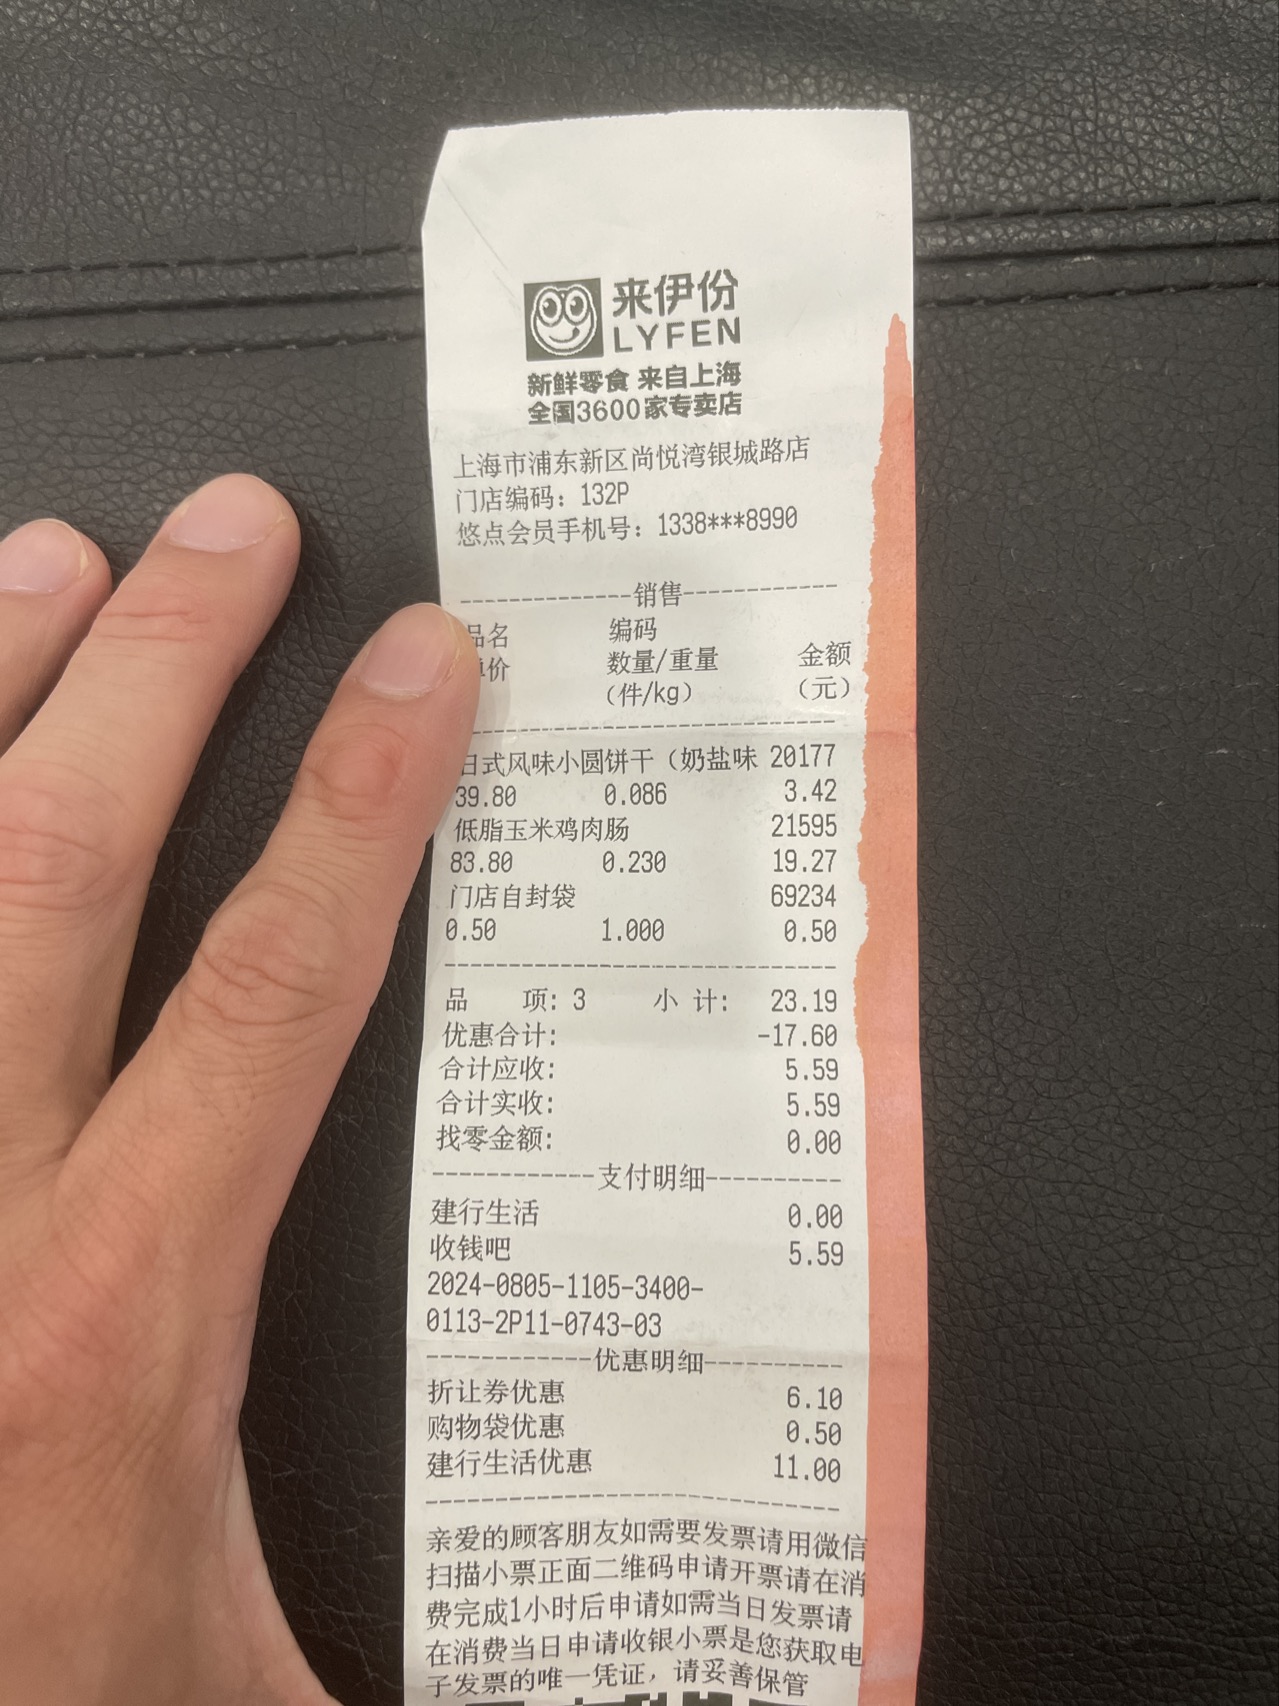 来伊份
LYFEN
新鲜零食 来自上海
全国3600家专卖店
上海市浦东新区尚悦湾银城路店
门店编码：132P
悠点会员手机号：1338***8990
-------------销售------------
品名 编码
单价 数量/重量 金额
（件/kg） （元）
日式风味小圆饼干（奶盐味 20177
39.80 0.086 3.42
低脂玉米鸡肉肠 21595
83.80 0.230 19.27
门店自封袋 69234
0.50 1.000 0.50
品 项: 3 小 计: 23.19
优惠合计: -17.60
合计应收: 5.59
合计实收: 5.59
找零金额: 0.00
------------支付明细----------
建行生活 0.00
收钱吧 5.59
2024-0805-1105-3400-
0113-2P11-0743-03
------------优惠明细----------
折让券优惠 6.10
购物袋优惠 0.50
建行生活优惠 11.00
亲爱的顾客朋友如需要发票请用微信
扫描小票正面二维码申请开票请在消
费完成1小时后申请如需当日发票请
在消费当日申请收银小票是您获取电
子发票的唯一凭证，请妥善保管